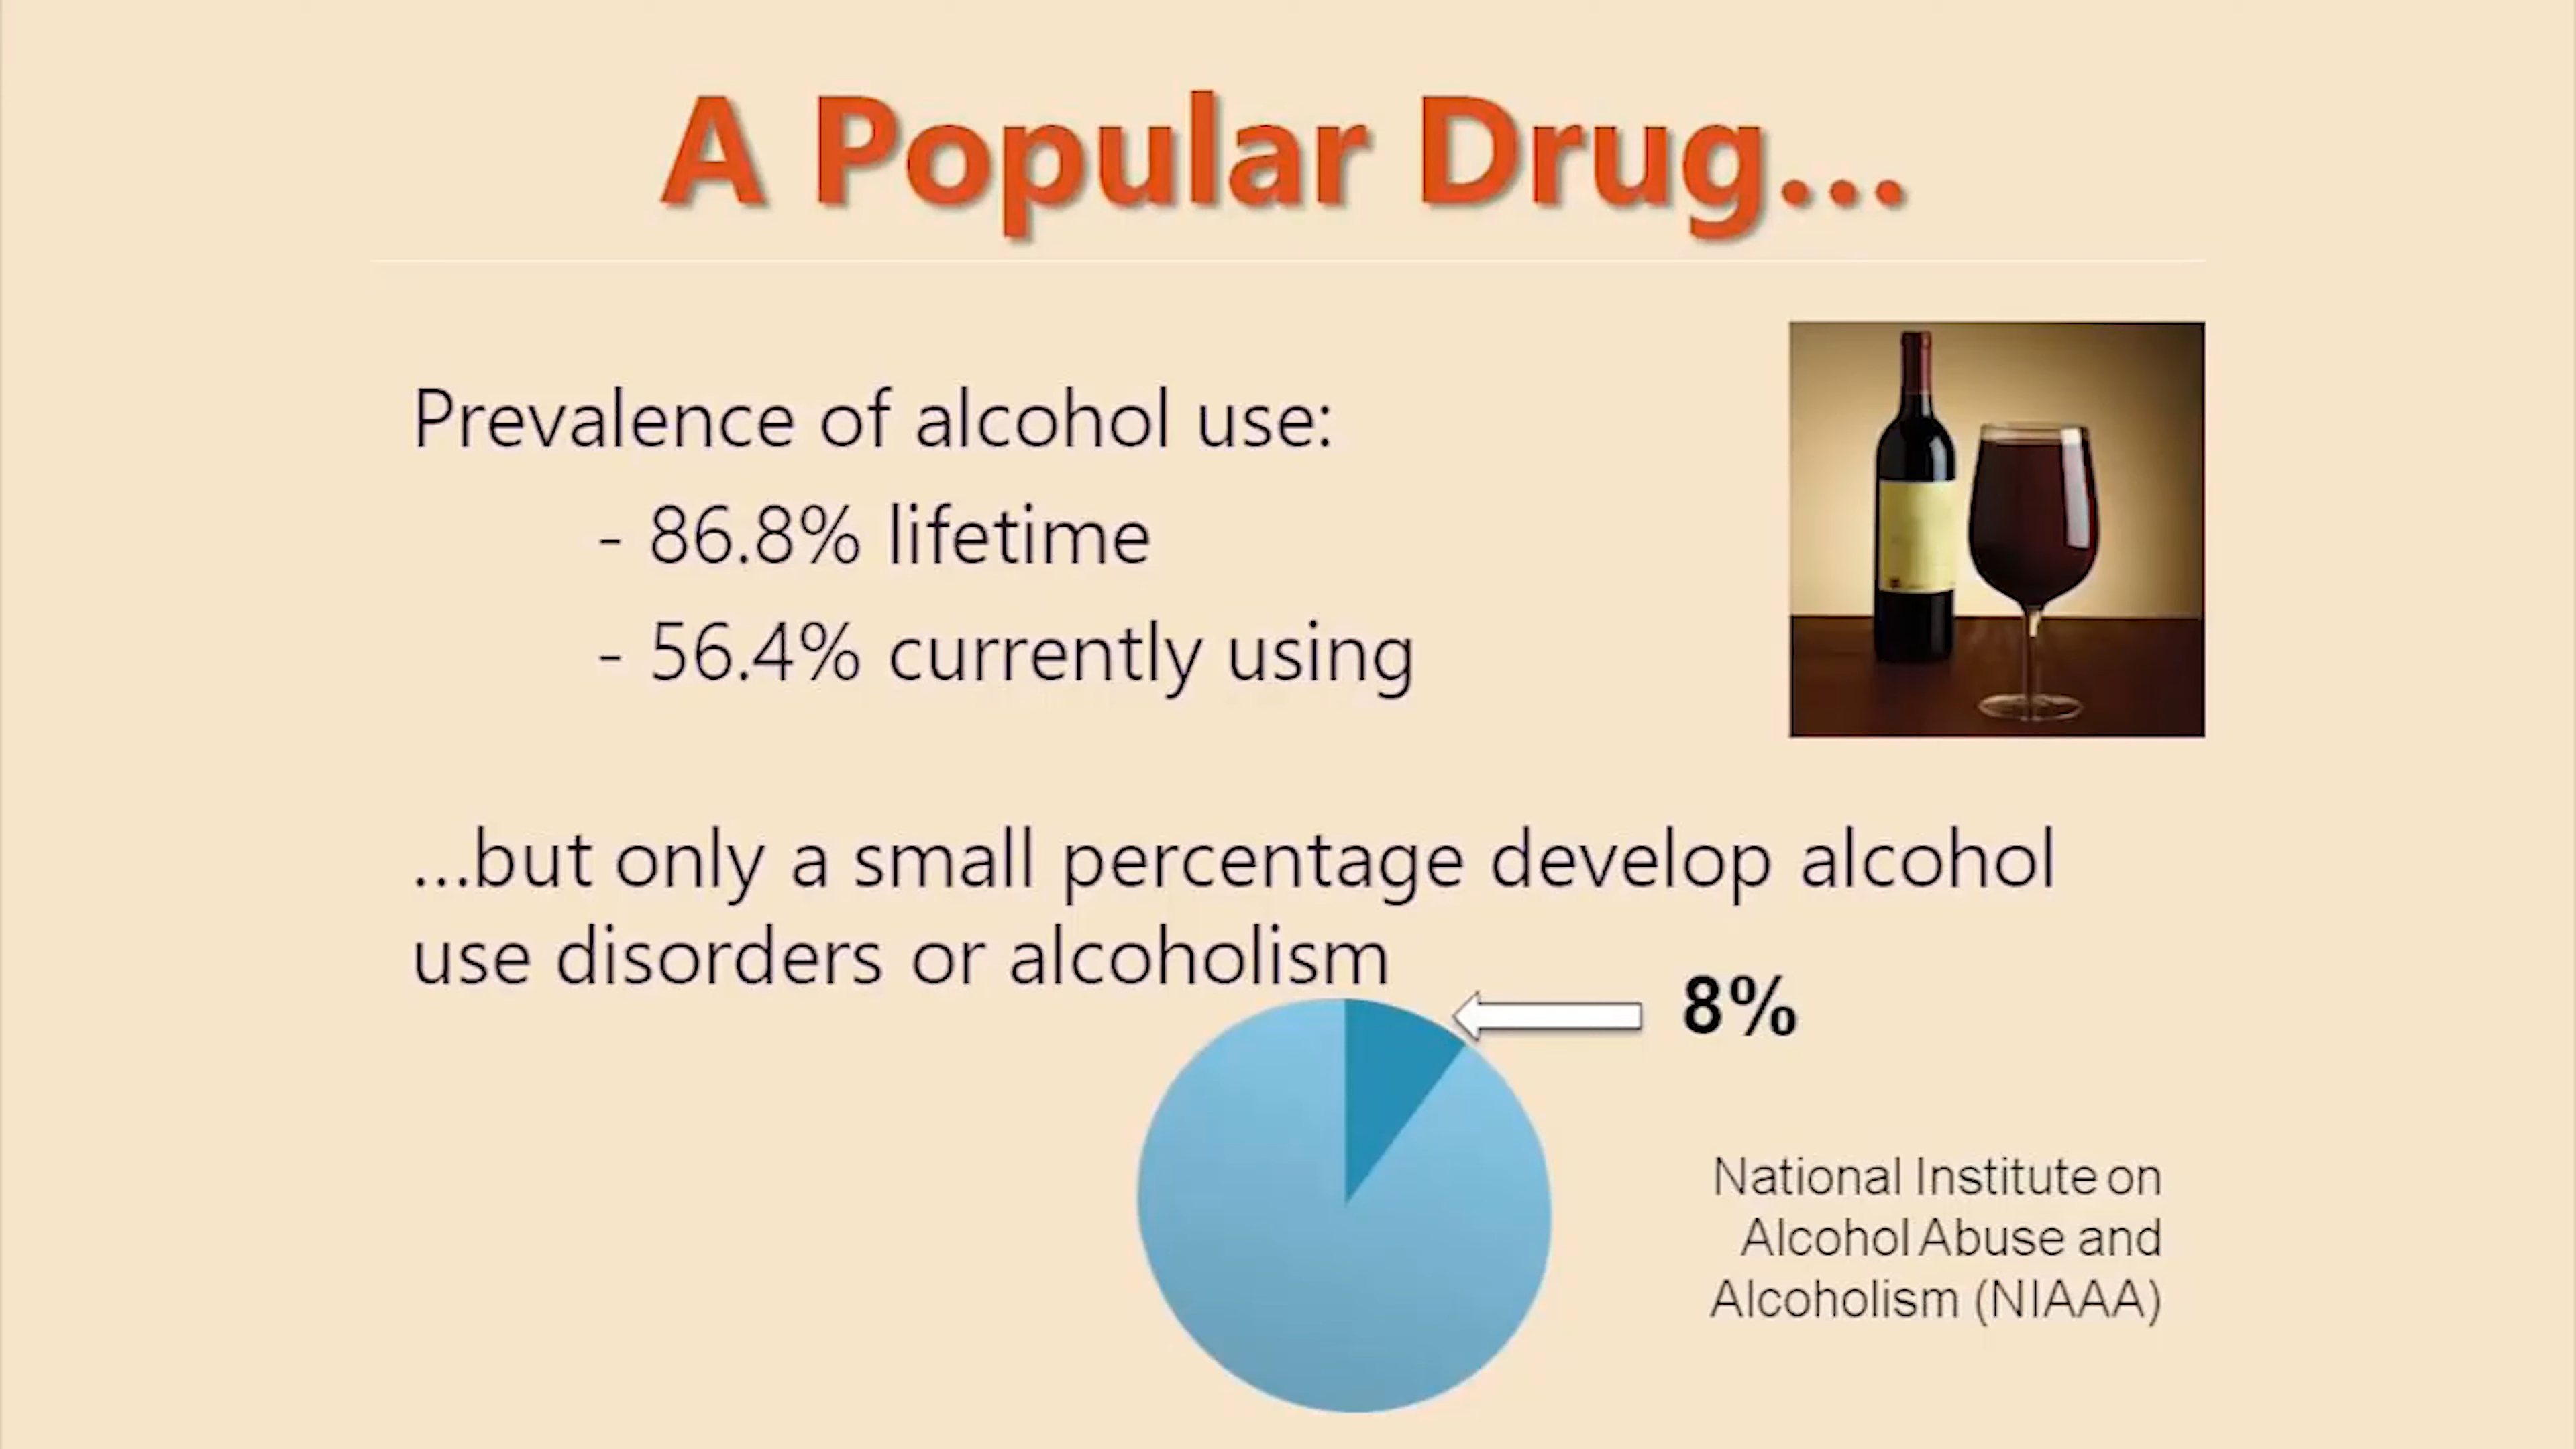 A Popular Drug...
Prevalence of alcohol use:
- 86.8% lifetime
- 56.4% currently using
...but only a small percentage develop alcohol
use disorders or alcoholism
8%
National Institute on
Alcohol Abuse and
Alcoholism (NIAAA)